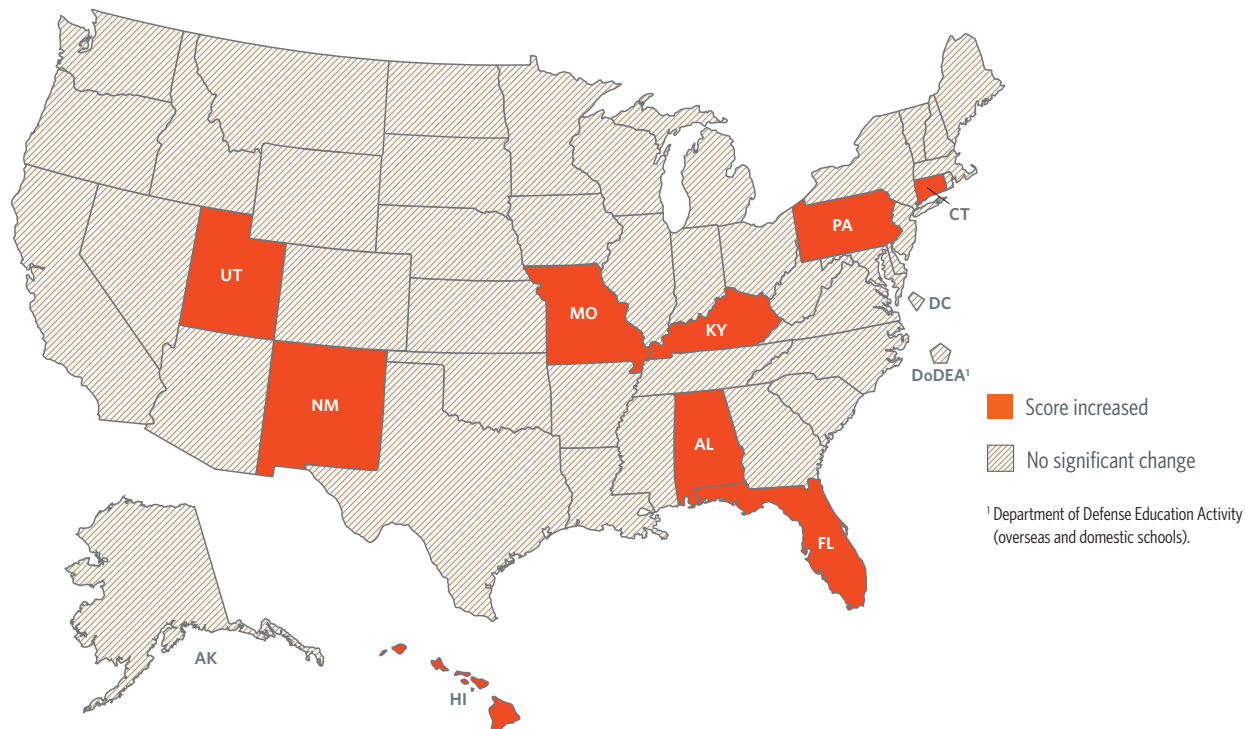 CT
PA
UT
DC
MO
KY
DoDEA¹
NM
Score increased
AL
No significant change
¹ Department of Defense Education Activity
(overseas and domestic schools).
FL
AK
HI